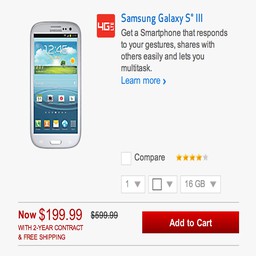 4G LTE
Samsung Galaxy S® III
Get a Smartphone that responds
to your gestures, shares with
others easily and lets you
multitask.
Learn more ›
Compare
1
16 GB
Now $199.99 $599.99
WITH 2-YEAR CONTRACT
& FREE SHIPPING
Add to Cart